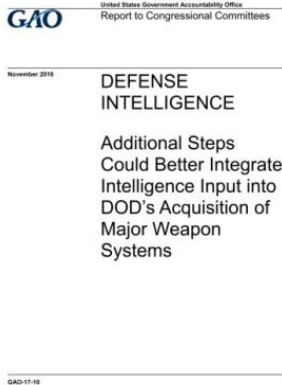 United States Government Accountability Office
GAO
Report to Congressional Committees
November 2016
DEFENSE
INTELLIGENCE
Additional Steps
Could Better Integrate
Intelligence Input into
DOD's Acquisition of
Major Weapon
Systems
GAO-17-10